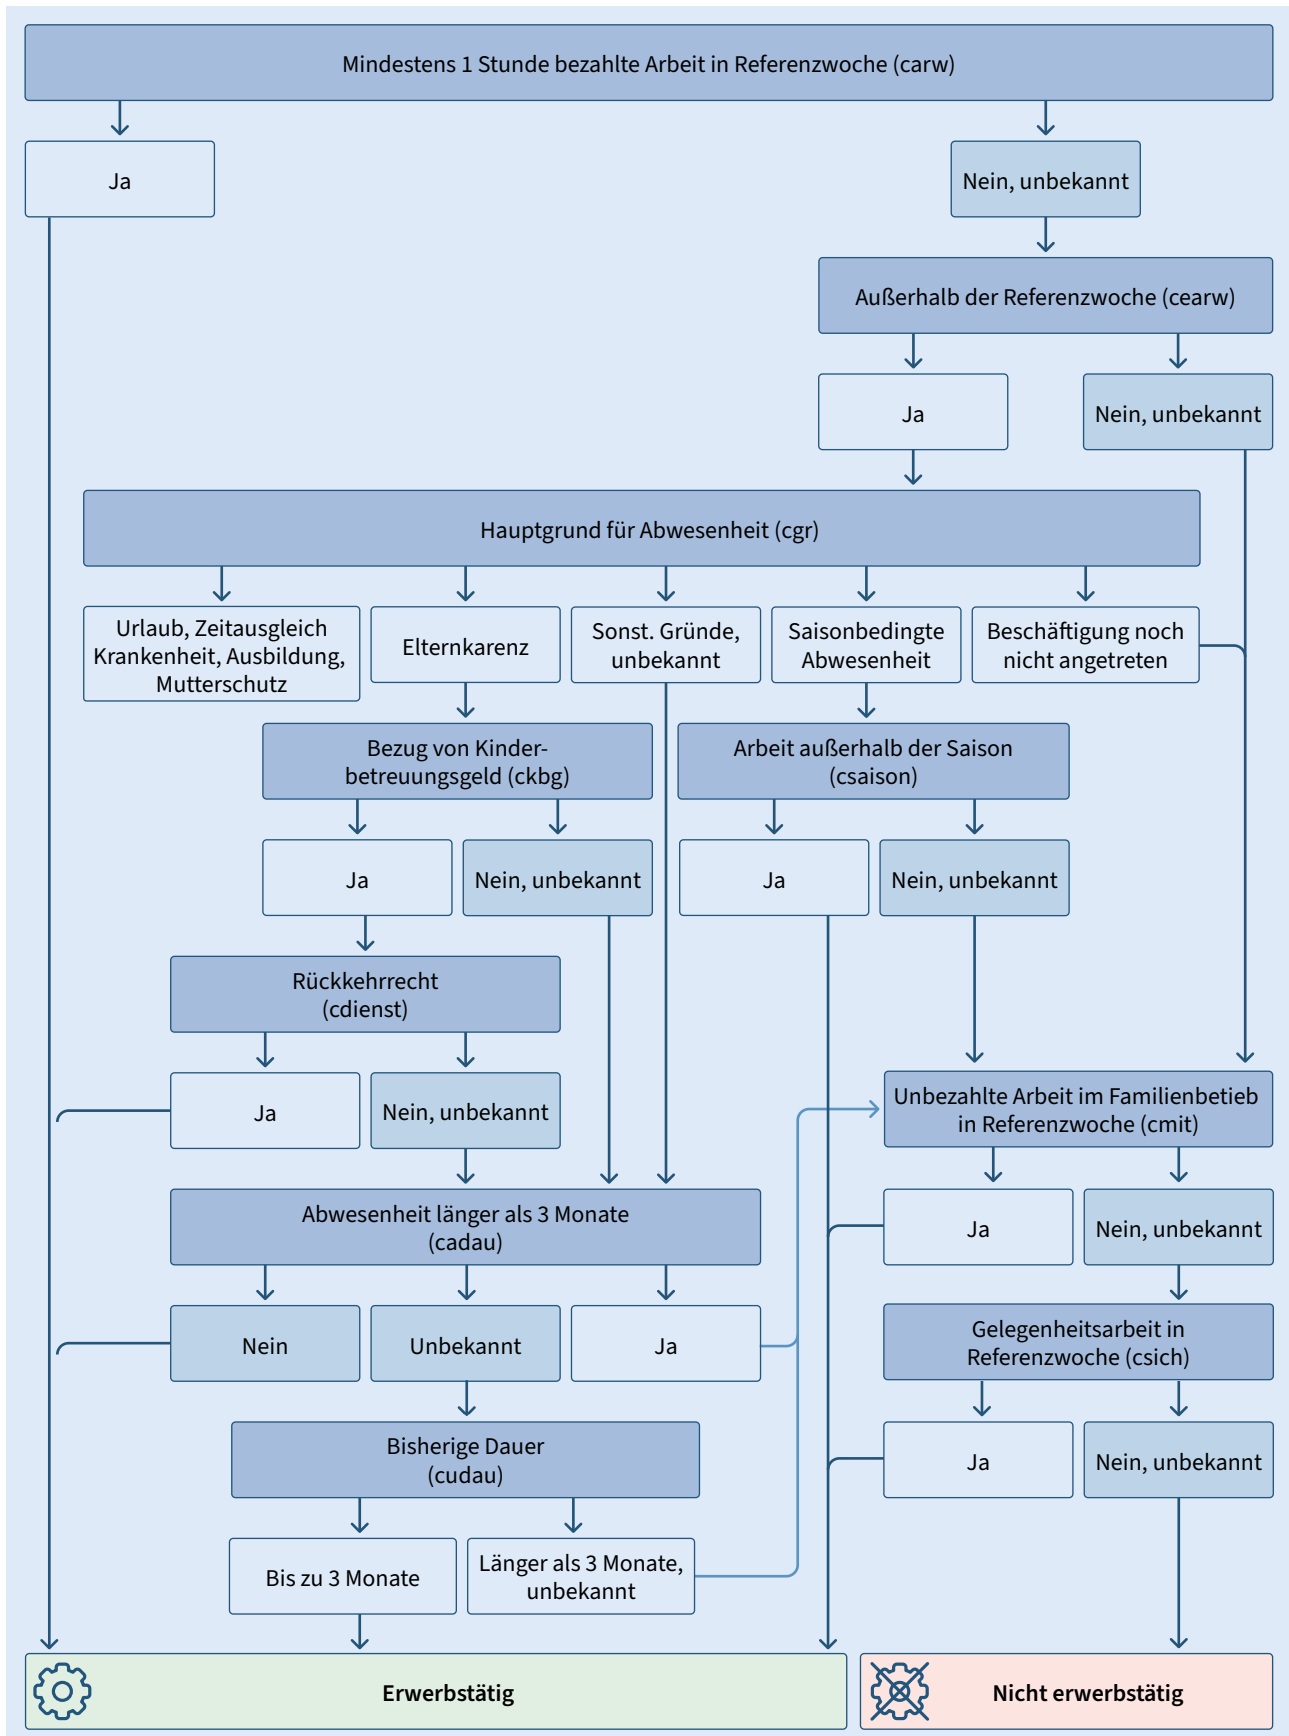 Mindestens 1 Stunde bezahlte Arbeit in Referenzwoche (carw)
Ja
Nein, unbekannt
Außerhalb der Referenzwoche (cearw)
Ja
Nein, unbekannt
Hauptgrund für Abwesenheit (cgr)
Urlaub, Zeitausgleich
Krankenheit, Ausbildung,
Mutterschutz
Elternkarenz
Sonst. Gründe,
unbekannt
Saisonbedingte
Abwesenheit
Beschäftigung noch
nicht angetreten
Bezug von Kinder-
betreuungsgeld (ckbg)
Arbeit außerhalb der Saison
(csaison)
Ja
Nein, unbekannt
Ja
Nein, unbekannt
Rückkehrrecht
(cdienst)
Ja
Nein, unbekannt
Unbezahlte Arbeit im Familienbetrieb
in Referenzwoche (cmit)
Abwesenheit länger als 3 Monate
(cadau)
Ja
Nein, unbekannt
Nein
Unbekannt
Ja
Gelegenheitsarbeit in
Referenzwoche (csich)
Bisherige Dauer
(cudau)
Ja
Nein, unbekannt
Bis zu 3 Monate
Länger als 3 Monate,
unbekannt
Erwerbstätig
Nicht erwerbstätig